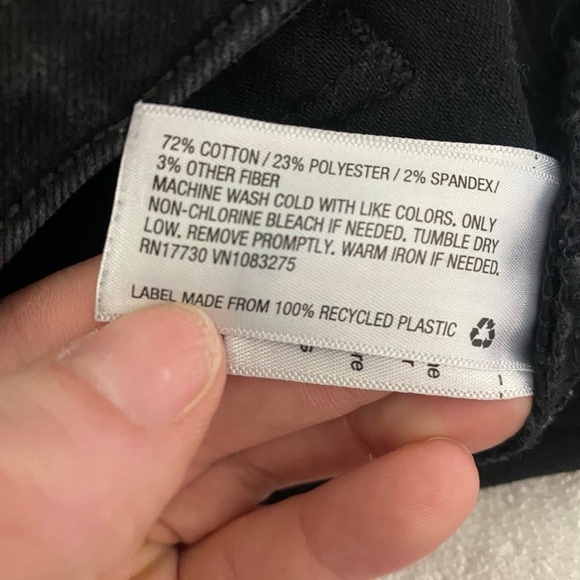 72% COTTON / 23% POLYESTER / 2% SPANDEX/
3% OTHER FIBER
MACHINE WASH COLD WITH LIKE COLORS. ONLY
NON-CHLORINE BLEACH IF NEEDED. TUMBLE DRY
LOW. REMOVE PROMPTLY. WARM IRON IF NEEDED.
RN17730 VN1083275
LABEL MADE FROM 100% RECYCLED PLASTIC